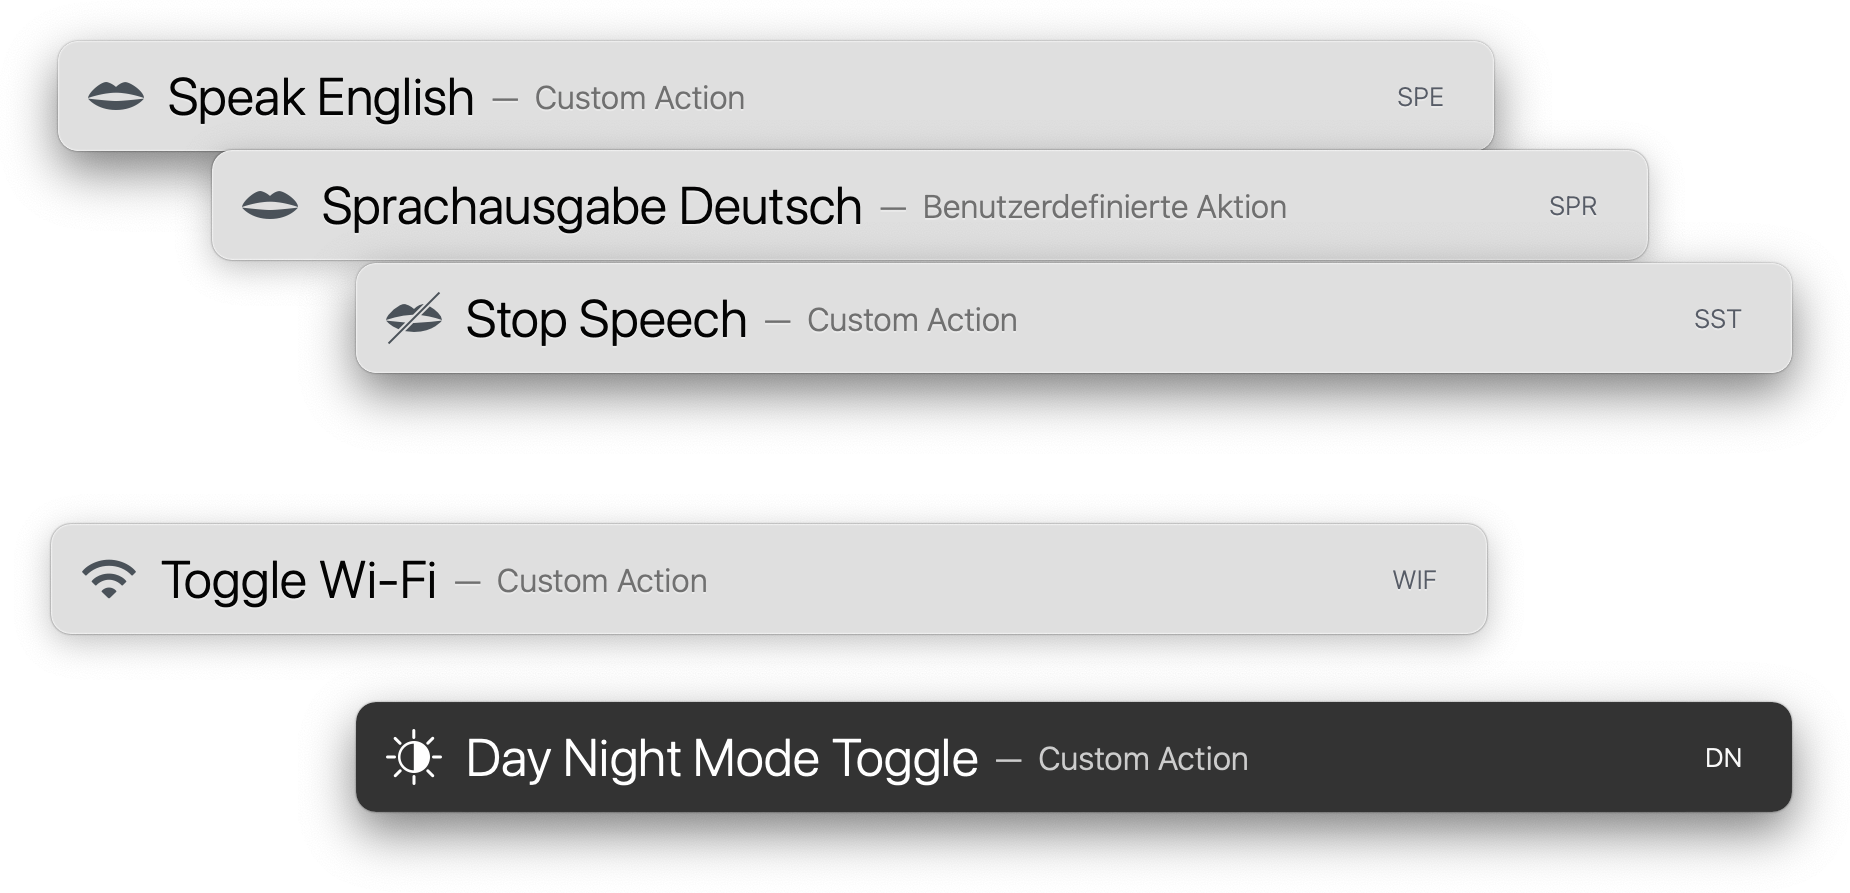 Speak English — Custom Action SPE
Sprachausgabe Deutsch — Benutzerdefinierte Aktion SPR
Stop Speech — Custom Action SST
Toggle Wi-Fi — Custom Action WIF
Day Night Mode Toggle — Custom Action DN